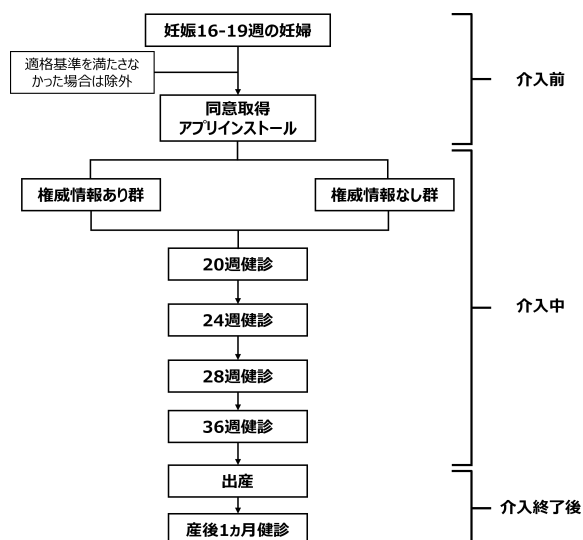 妊娠16-19週の妊婦
適格基準を満たさな
かった場合は除外
介入前
同意取得
アプリインストール
権威情報あり群
権威情報なし群
20週健診
24週健診
介入中
28週健診
36週健診
出産
介入終了後
産後1ヵ月健診